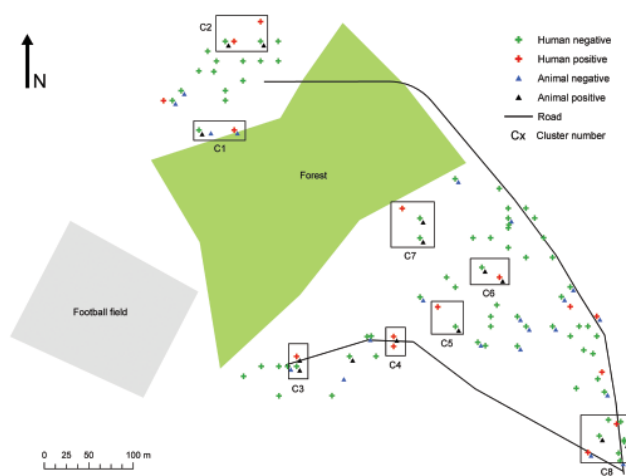 C2
Human negative
Human positive
Animal negative
Animal positive
Road
Cx Cluster number
N
C1
Forest
C7
C6
Football field
C5
C4
C3
C8
0 25 50 100 m